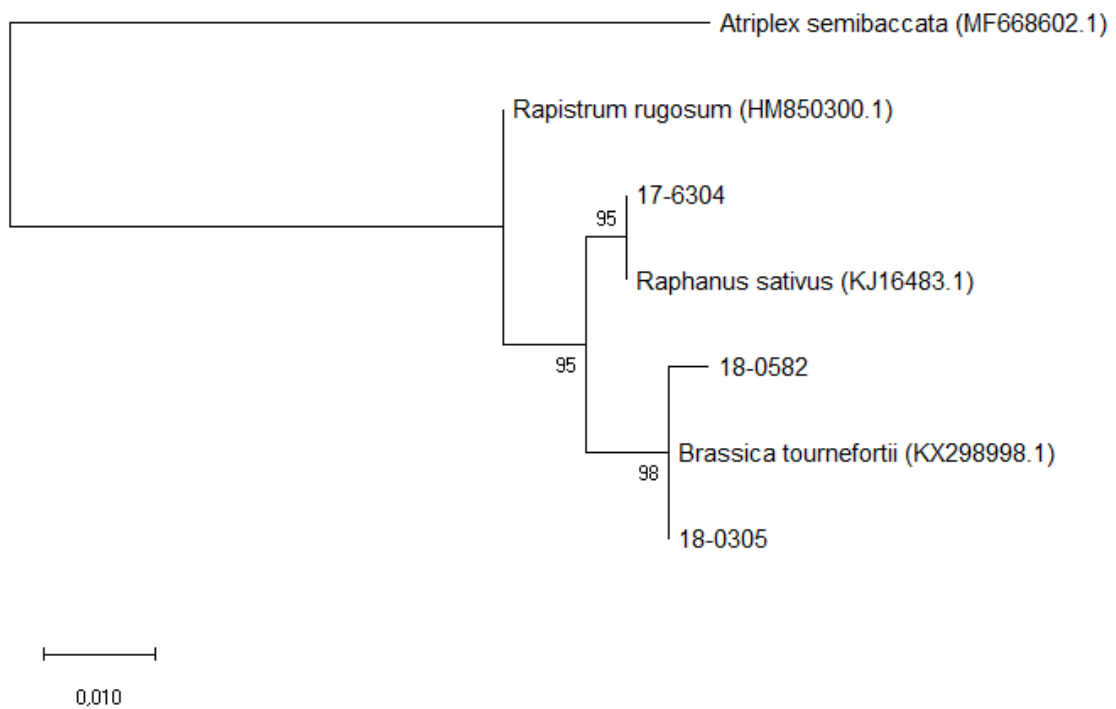 Atriplex semibaccata (MF668602.1)
Rapistrum rugosum (HM850300.1)
17-6304
95
Raphanus sativus (KJ16483.1)
95
18-0582
Brassica tournefortii (KX298998.1)
98
18-0305
0,010